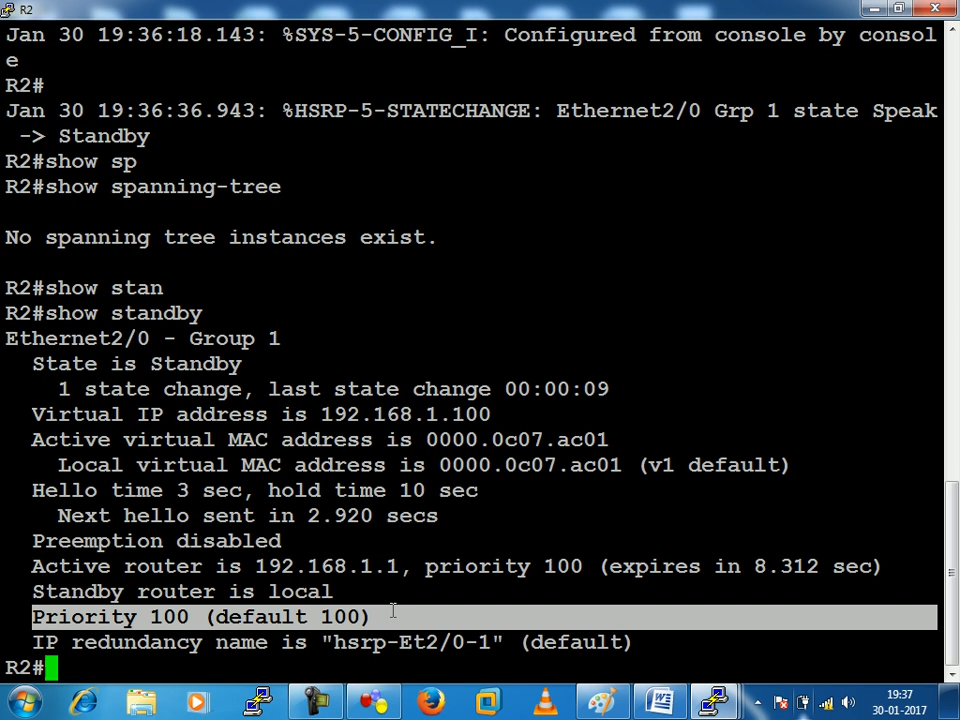 R2
Jan 30 19:36:18.143: %SYS-5-CONFIG_I: Configured from console by consol
e
R2#
Jan 30 19:36:36.943: %HSRP-5-STATECHANGE: Ethernet2/0 Grp 1 state Speak
 -> Standby
R2#show sp
R2#show spanning-tree
No spanning tree instances exist.
R2#show stan
R2#show standby
Ethernet2/0 - Group 1
  State is Standby
    1 state change, last state change 00:00:09
  Virtual IP address is 192.168.1.100
  Active virtual MAC address is 0000.0c07.ac01
    Local virtual MAC address is 0000.0c07.ac01 (v1 default)
  Hello time 3 sec, hold time 10 sec
    Next hello sent in 2.920 secs
  Preemption disabled
  Active router is 192.168.1.1, priority 100 (expires in 8.312 sec)
  Standby router is local
  Priority 100 (default 100)
  IP redundancy name is "hsrp-Et2/0-1" (default)
R2#
19:37
30-01-2017